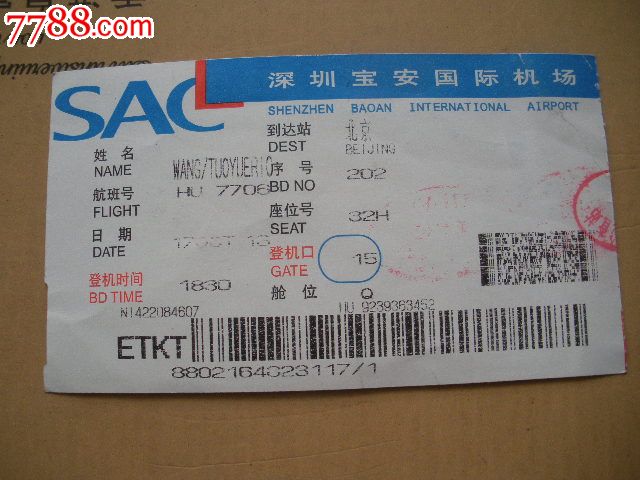 7788.com
SAC
深圳宝安国际机场
SHENZHEN BAOAN INTERNATIONAL AIRPORT
姓名
NAME
WANG/TUOYUERIO
到达站
DEST
北京
BEIJING
航班号
FLIGHT
HU 7706
序号
BD NO
202
日期
DATE
座位号
SEAT
32H
登机时间
BD TIME
1830
登机口
GATE
15
舱位
Q
NI422084607
HU 9239363452
ETKT
8802164023117/1